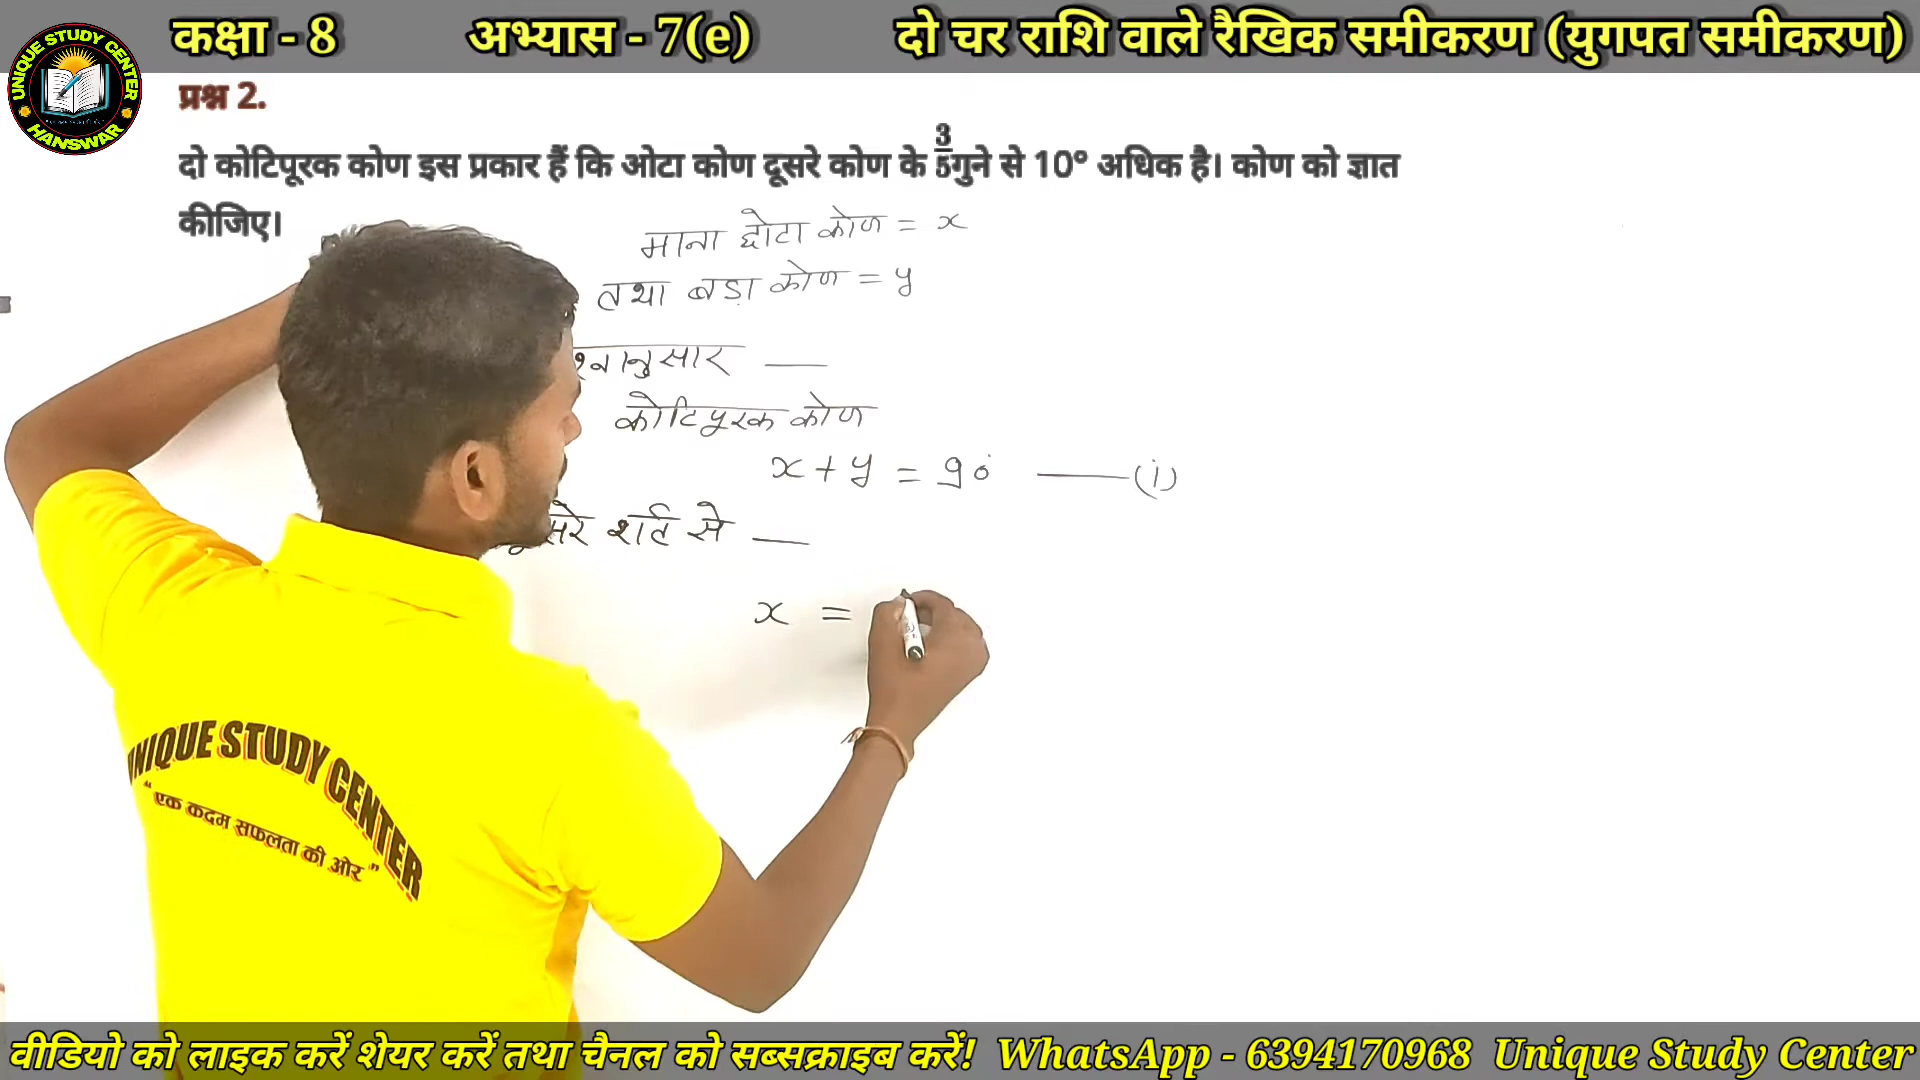 कक्षा - 8 अभ्यास - 7(e) दो चर राशि वाले रैखिक समीकरण (युगपत समीकरण)
UNIQUE STUDY CENTER
HANSWAR
प्रश्न 2.
दो कोटिपूरक कोण इस प्रकार हैं कि ओटा कोण दूसरे कोण के 3/5गुने से 10° अधिक है। कोण को ज्ञात
कीजिए।
माना छोटा कोण = x
तथा बड़ा कोण = y
श्नानुसार —
कोटिपूरक कोण
x + y = 90° —— (i)
सरे शर्त से —
x =
UNIQUE STUDY CENTER
"एक कदम सफलता की ओर"
वीडियो को लाइक करें शेयर करें तथा चैनल को सब्सक्राइब करें! WhatsApp - 6394170968 Unique Study Center